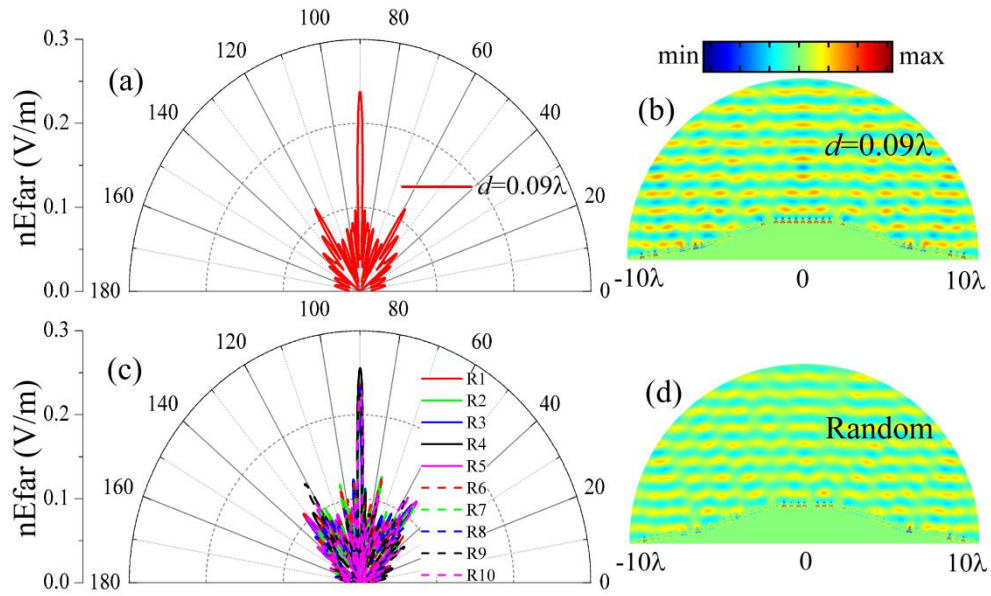 (a)
nEfar (V/m)
0.3
0.2
0.1
0.0
180
160
140
120
100
80
60
40
20
0
d=0.09λ
min
max
(b)
d=0.09λ
-10λ
0
10λ
(c)
nEfar (V/m)
0.3
0.2
0.1
0.0
180
160
140
120
100
80
60
40
20
0
R1
R2
R3
R4
R5
R6
R7
R8
R9
R10
(d)
Random
-10λ
0
10λ